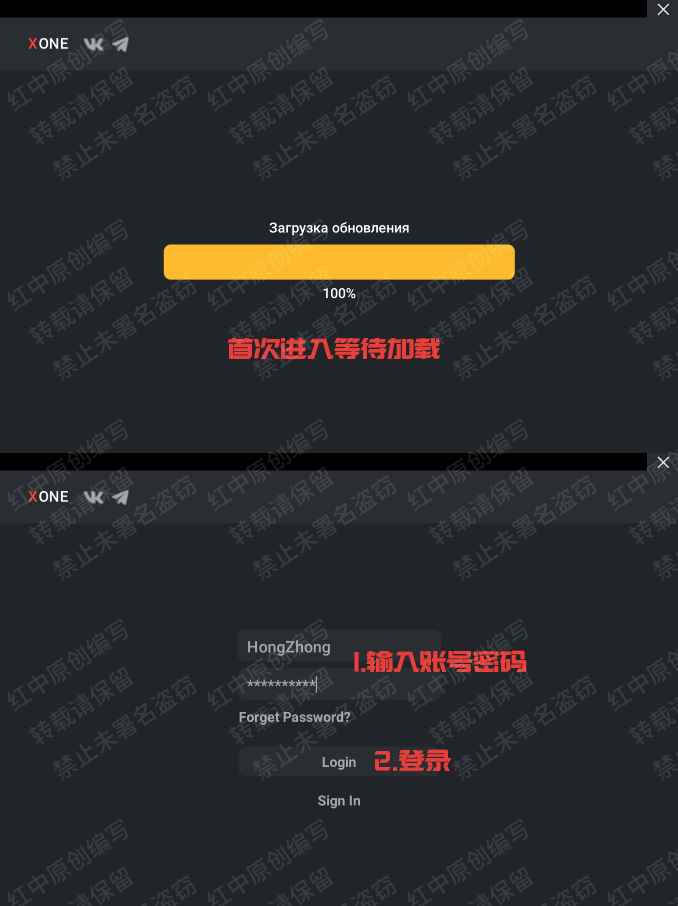 XONE
Загрузка обновления
100%
首次进入等待加载
XONE
HongZhong
1.输入账号密码
**********
Forget Password?
Login
2.登录
Sign In
红中原创编写
转载请保留
禁止未署名盗窃